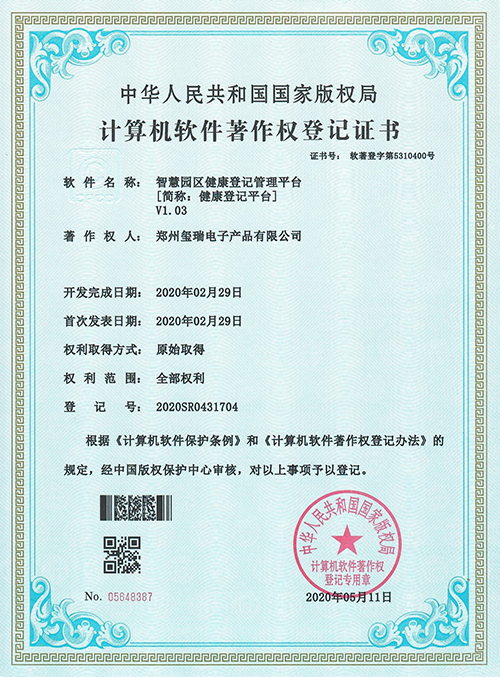 中华人民共和国国家版权局
计算机软件著作权登记证书
证书号： 软著登字第5310400号
软件名称： 智慧园区健康登记管理平台
[简称：健康登记平台]
V1.03
著作权人： 郑州玺瑞电子产品有限公司
开发完成日期： 2020年02月29日
首次发表日期： 2020年02月29日
权利取得方式： 原始取得
权利范围： 全部权利
登记号： 2020SR0431704
根据《计算机软件保护条例》和《计算机软件著作权登记办法》的
规定，经中国版权保护中心审核，对以上事项予以登记。
中华人民共和国国家版权局
计算机软件著作权
登记专用章
No. 05648387
2020年05月11日